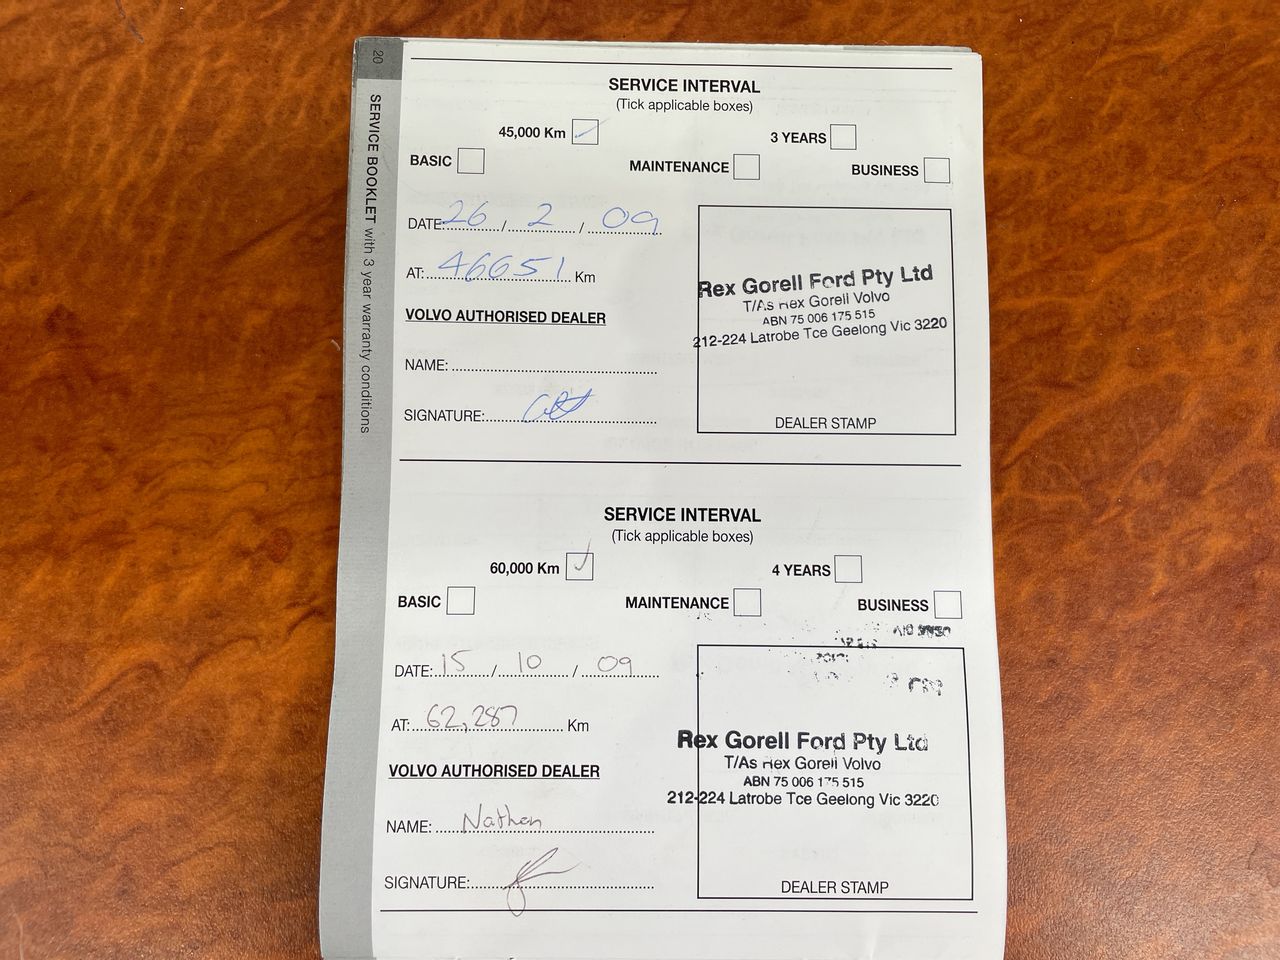 20
SERVICE BOOKLET with 3 year warranty conditions
SERVICE INTERVAL
(Tick applicable boxes)
45,000 Km
3 YEARS
BASIC
MAINTENANCE
BUSINESS
DATE: 26 / 2 / 09
AT: 46651 Km
VOLVO AUTHORISED DEALER
NAME:
SIGNATURE:
Rex Gorell Ford Pty Ltd
T/As Rex Gorell Volvo
ABN 75 006 175 515
212-224 Latrobe Tce Geelong Vic 3220
DEALER STAMP
SERVICE INTERVAL
(Tick applicable boxes)
60,000 Km
4 YEARS
BASIC
MAINTENANCE
BUSINESS
DATE: 15 / 10 / 09
AT: 62,287 Km
VOLVO AUTHORISED DEALER
NAME: Nathan
SIGNATURE:
Rex Gorell Ford Pty Ltd
T/As Rex Gorell Volvo
ABN 75 006 175 515
212-224 Latrobe Tce Geelong Vic 3220
DEALER STAMP